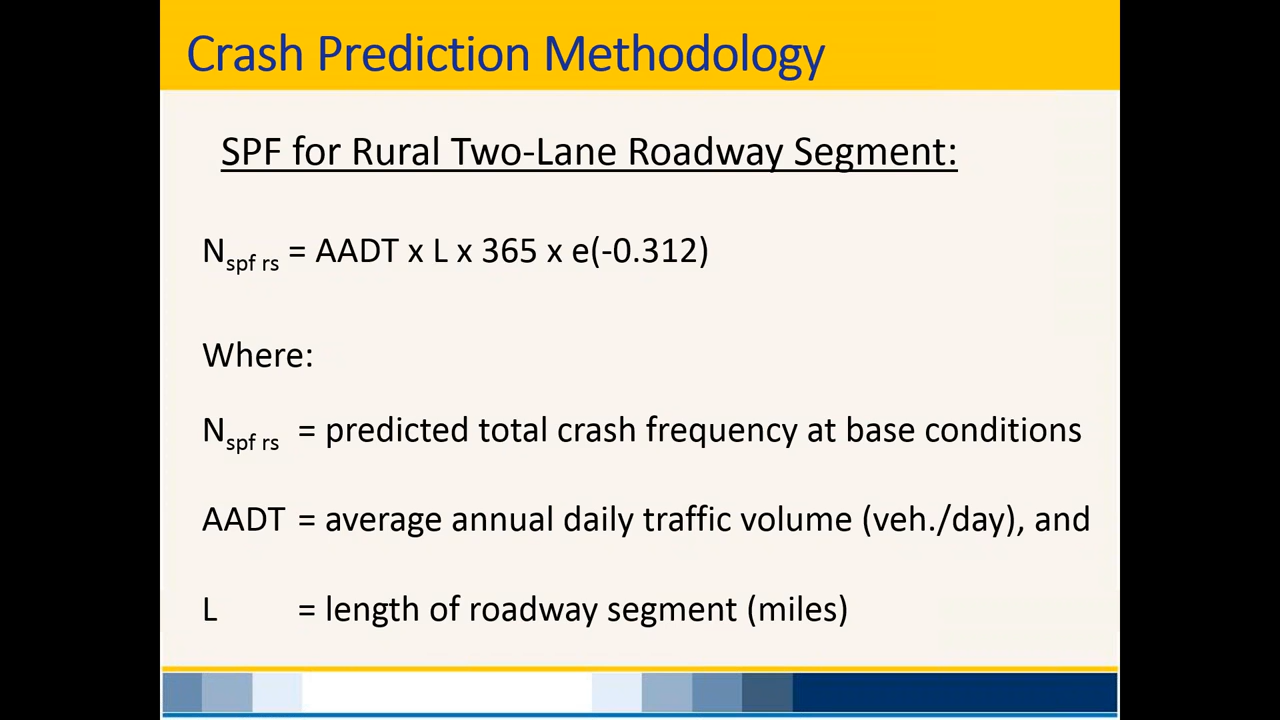 Crash Prediction Methodology
SPF for Rural Two-Lane Roadway Segment:
Nspf rs = AADT x L x 365 x e(-0.312)
Where:
Nspf rs = predicted total crash frequency at base conditions
AADT = average annual daily traffic volume (veh./day), and
L = length of roadway segment (miles)